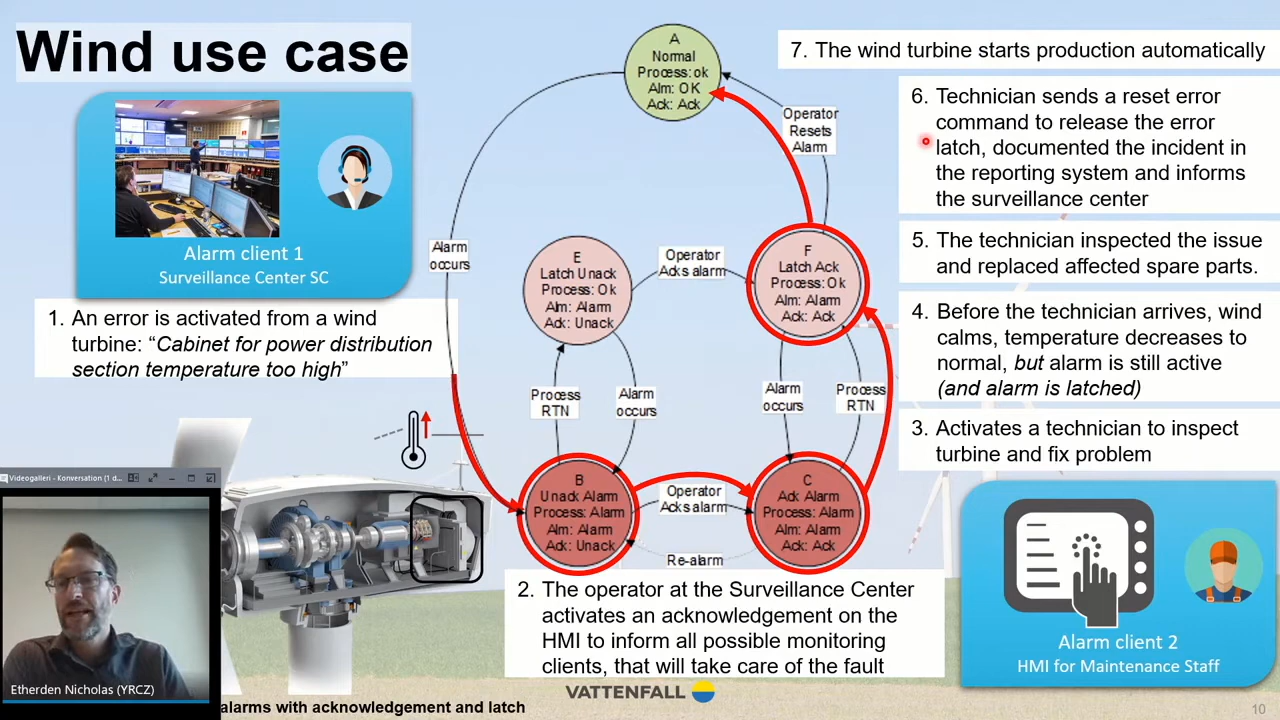 Wind use case
Alarm client 1
Surveillance Center SC
1. An error is activated from a wind
turbine: “Cabinet for power distribution
section temperature too high”
A
Normal
Process: ok
Alm: OK
Ack: Ack
Operator
Resets
Alarm
Alarm
occurs
E
Latch Unack
Process: Ok
Alm: Alarm
Ack: Unack
Operator
Acks alarm
F
Latch Ack
Process: Ok
Alm: Alarm
Ack: Ack
Process
RTN
Alarm
occurs
Alarm
occurs
Process
RTN
B
Unack Alarm
Process: Alarm
Alm: Alarm
Ack: Unack
Operator
Acks alarm
C
Ack Alarm
Process: Alarm
Alm: Alarm
Ack: Ack
Re-alarm
2. The operator at the Surveillance Center
activates an acknowledgement on the
HMI to inform all possible monitoring
clients, that will take care of the fault
7. The wind turbine starts production automatically
6. Technician sends a reset error
command to release the error
latch, documented the incident in
the reporting system and informs
the surveillance center
5. The technician inspected the issue
and replaced affected spare parts.
4. Before the technician arrives, wind
calms, temperature decreases to
normal, but alarm is still active
(and alarm is latched)
3. Activates a technician to inspect
turbine and fix problem
Alarm client 2
HMI for Maintenance Staff
Videogalleri - Konversation (1 d...
Etherden Nicholas (YRCZ)
VATTENFALL
alarms with acknowledgement and latch
10